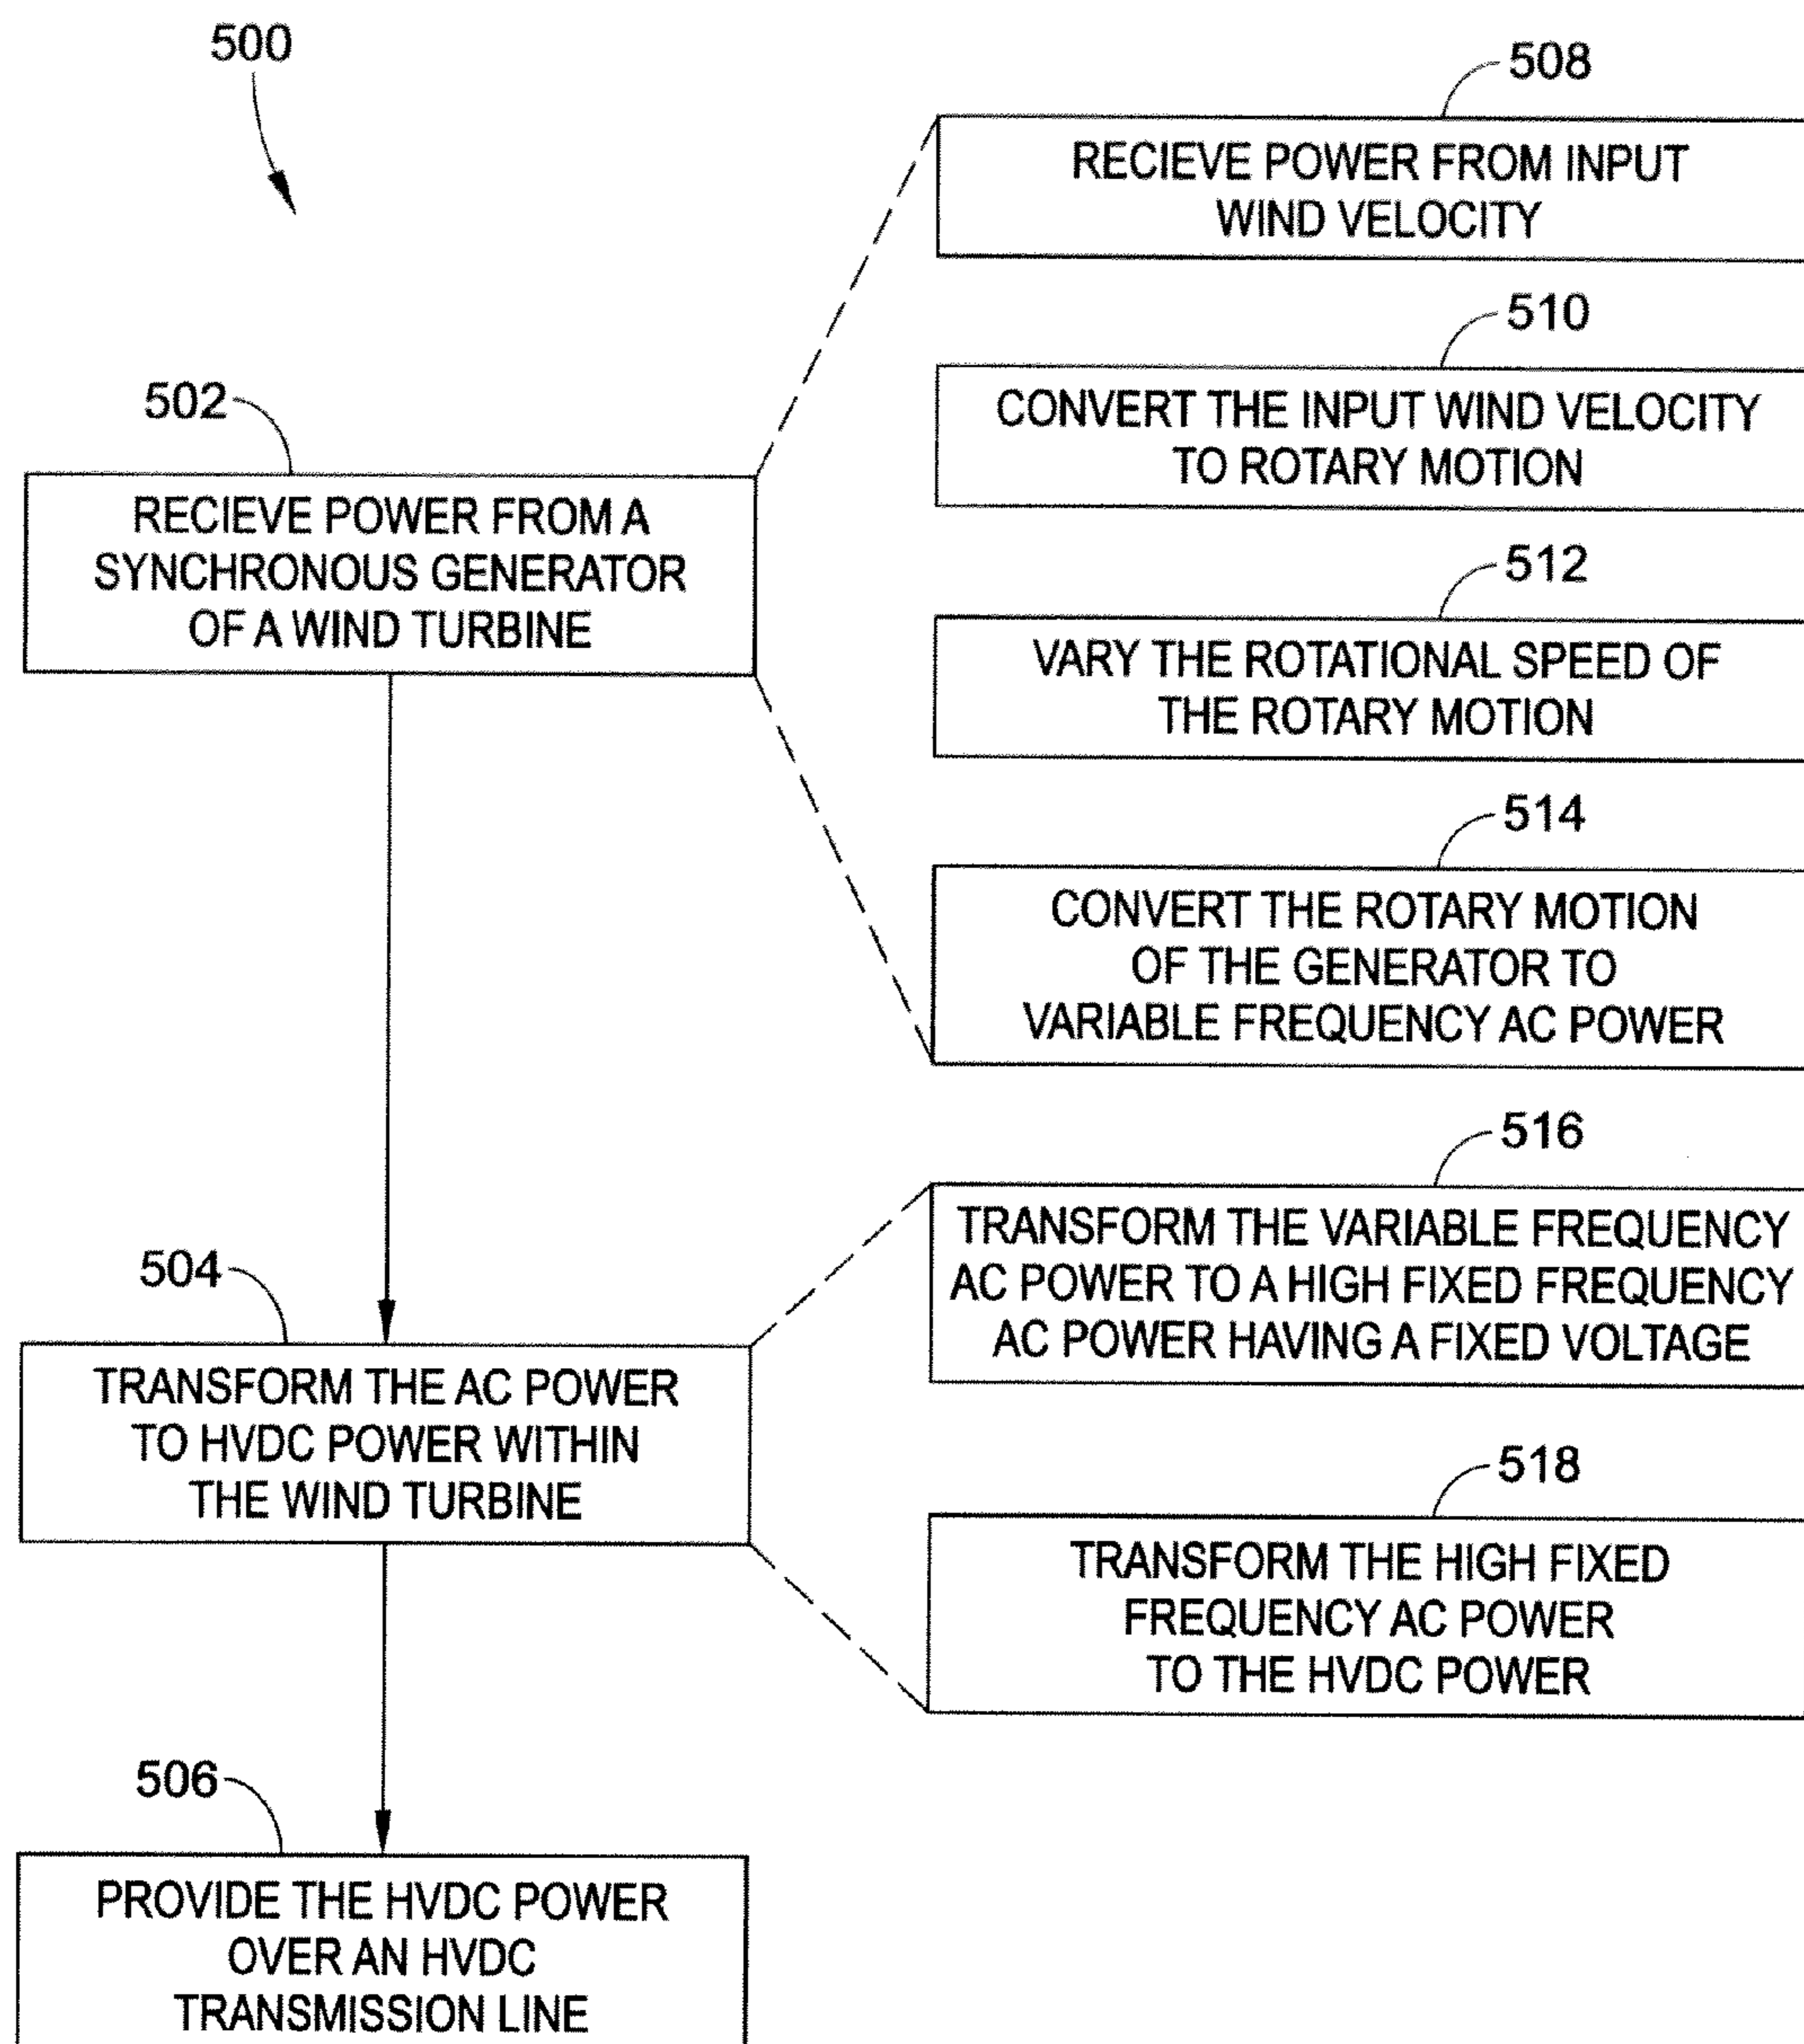 500
502
RECIEVE POWER FROM A
SYNCHRONOUS GENERATOR
OF A WIND TURBINE
508
RECIEVE POWER FROM INPUT
WIND VELOCITY
510
CONVERT THE INPUT WIND VELOCITY
TO ROTARY MOTION
512
VARY THE ROTATIONAL SPEED OF
THE ROTARY MOTION
514
CONVERT THE ROTARY MOTION
OF THE GENERATOR TO
VARIABLE FREQUENCY AC POWER
504
TRANSFORM THE AC POWER
TO HVDC POWER WITHIN
THE WIND TURBINE
516
TRANSFORM THE VARIABLE FREQUENCY
AC POWER TO A HIGH FIXED FREQUENCY
AC POWER HAVING A FIXED VOLTAGE
518
TRANSFORM THE HIGH FIXED
FREQUENCY AC POWER
TO THE HVDC POWER
506
PROVIDE THE HVDC POWER
OVER AN HVDC
TRANSMISSION LINE